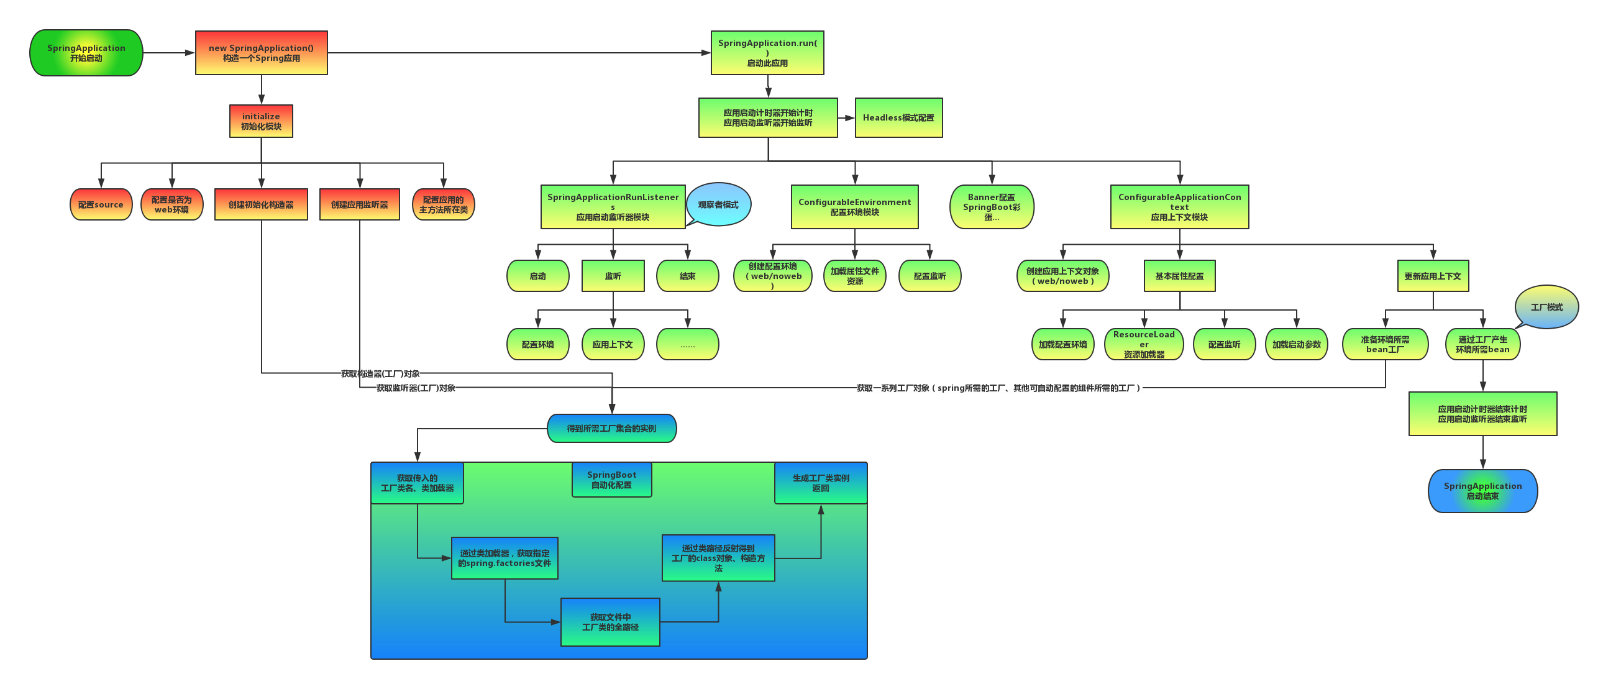 SpringApplication
开始启动
new SpringApplication()
构造一个Spring应用
SpringApplication.run(
)
启动此应用
initialize
初始化模块
应用启动计时器开始计时
应用启动监听器开始监听
Headless模式配置
配置source
配置是否为
web环境
创建初始化构造器
创建应用监听器
配置应用的
主方法所在类
SpringApplicationRunListener
s
应用启动监听器模块
观察者模式
ConfigurableEnvironment
配置环境模块
Banner配置
SpringBoot彩
蛋...
ConfigurableApplicationCon
text
应用上下文模块
启动
监听
结束
创建配置环境
（web/noweb
）
加载属性文件
资源
配置监听
创建应用上下文对象
（web/noweb）
基本属性配置
更新应用上下文
工厂模式
配置环境
应用上下文
......
加载配置环境
ResourceLoad
er
资源加载器
配置监听
加载启动参数
准备环境所需
bean工厂
通过工厂产生
环境所需bean
获取构造器(工厂)对象
获取监听器(工厂)对象
获取一系列工厂对象（spring所需的工厂、其他可自动配置的组件所需的工厂）
应用启动计时器结束计时
应用启动监听器结束监听
得到所需工厂集合的实例
获取传入的
工厂类名、类加载器
SpringBoot
自动化配置
生成工厂类实例
返回
SpringApplication
启动结束
通过类加载器，获取指定
的spring.factories文件
通过类路径反射得到
工厂的class对象、构造方
法
获取文件中
工厂类的全路径